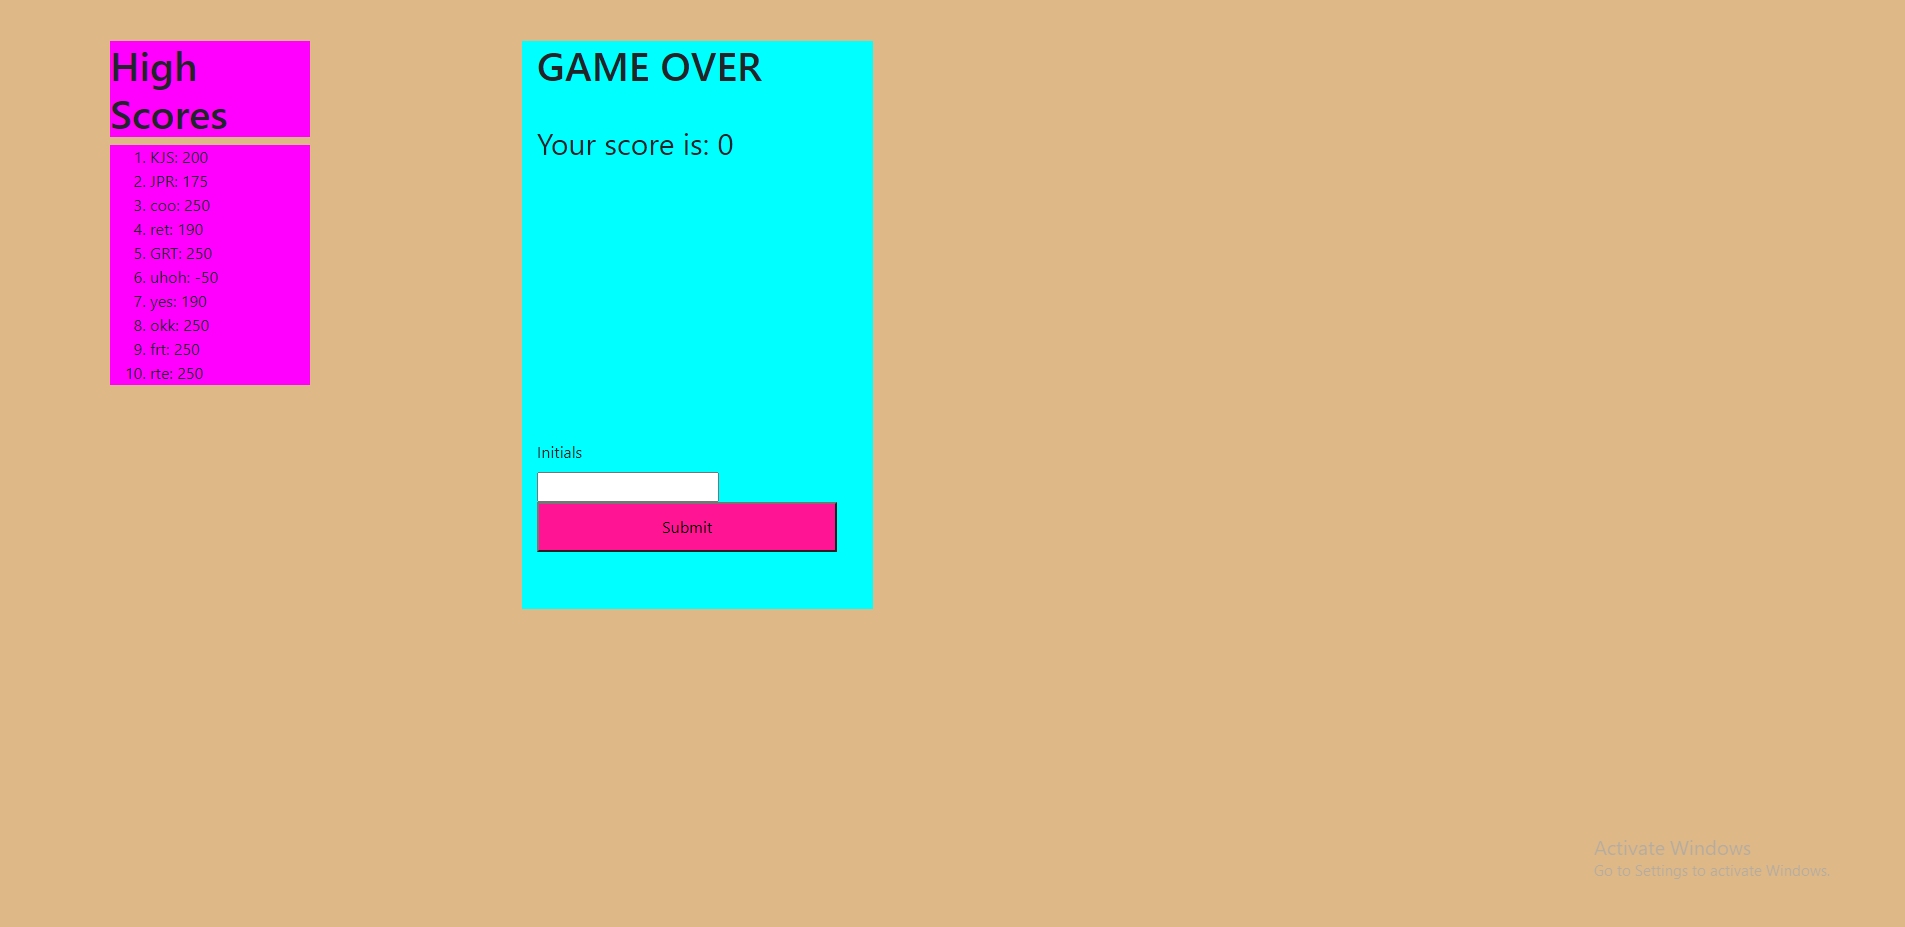 High
Scores
1. KJS: 200
2. JPR: 175
3. coo: 250
4. ret: 190
5. GRT: 250
6. uhoh: -50
7. yes: 190
8. okk: 250
9. frt: 250
10. rte: 250
GAME OVER
Your score is: 0
Initials
Submit
Activate Windows
Go to Settings to activate Windows.